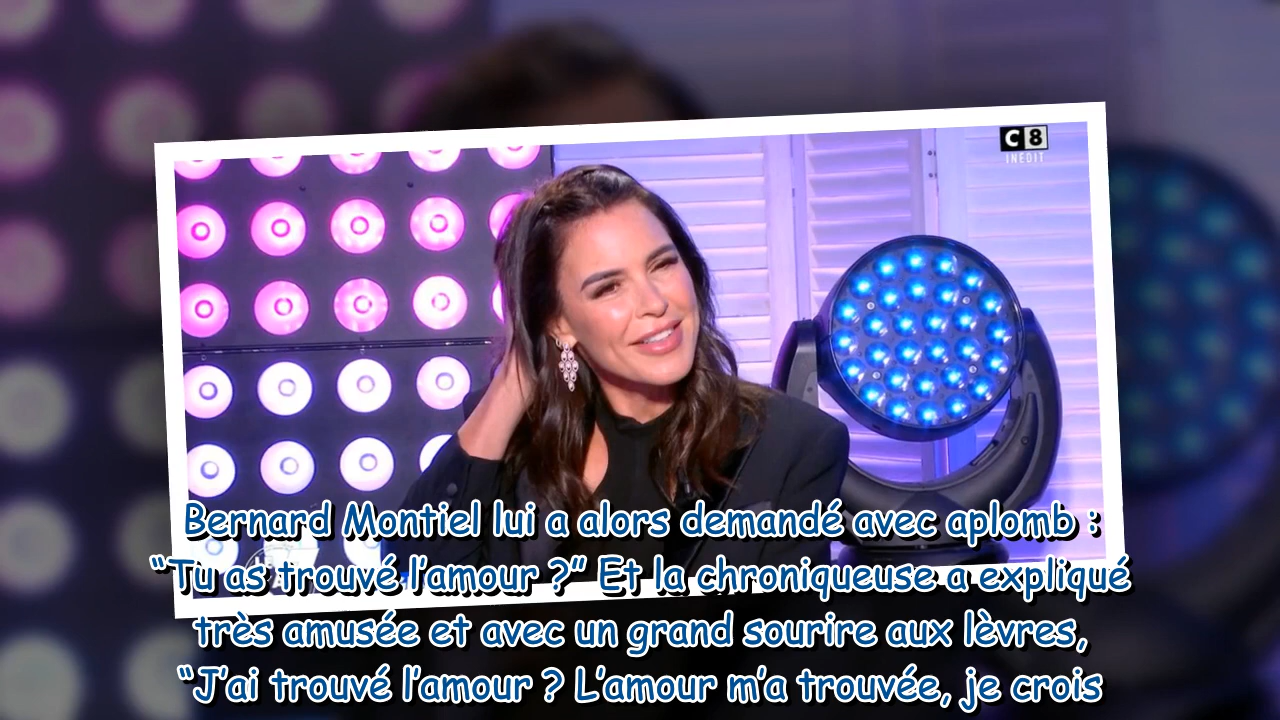 C8
INÉDIT
Bernard Montiel lui a alors demandé avec aplomb :
“Tu as trouvé l’amour ?” Et la chroniqueuse a expliqué
très amusée et avec un grand sourire aux lèvres,
“J’ai trouvé l’amour ? L’amour m’a trouvée, je crois